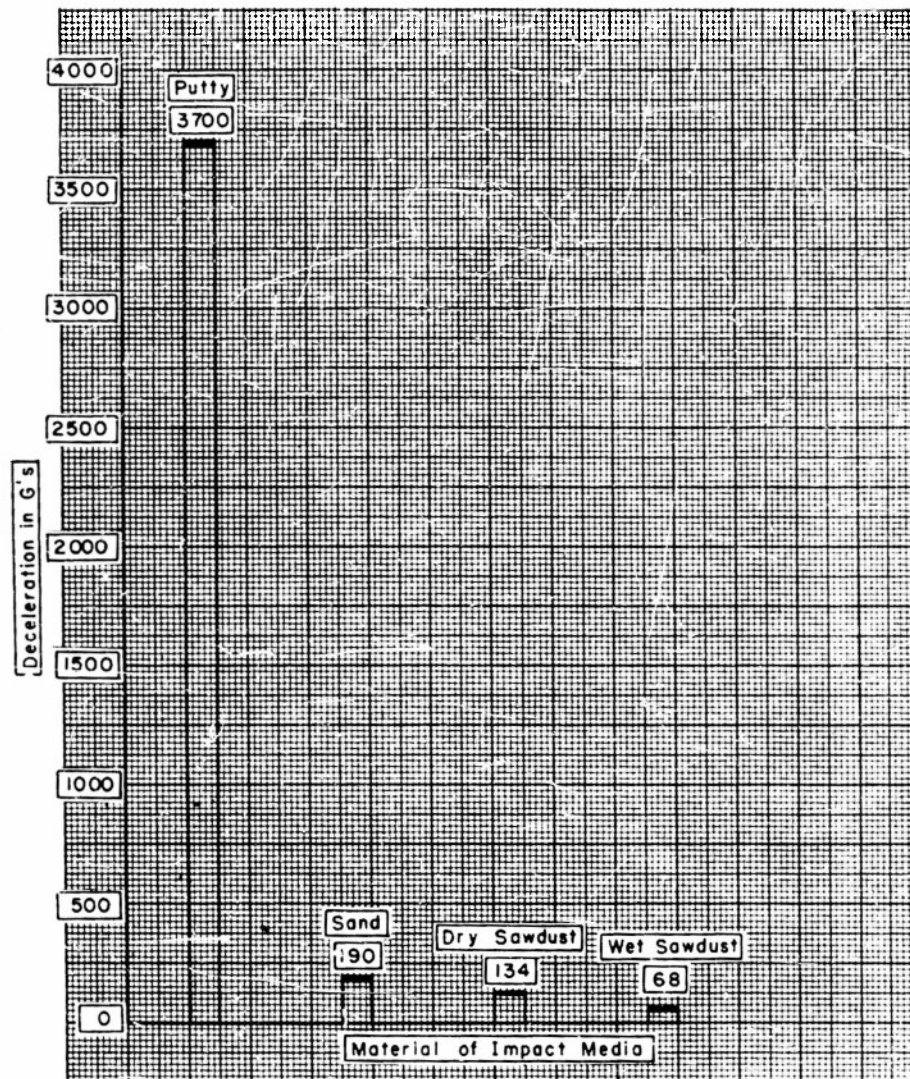 4000
Putty
3700
3500
3000
2500
Deceleration in G's
2000
1500
1000
500
Sand
190
Dry Sawdust
134
Wet Sawdust
68
0
Material of Impact Media